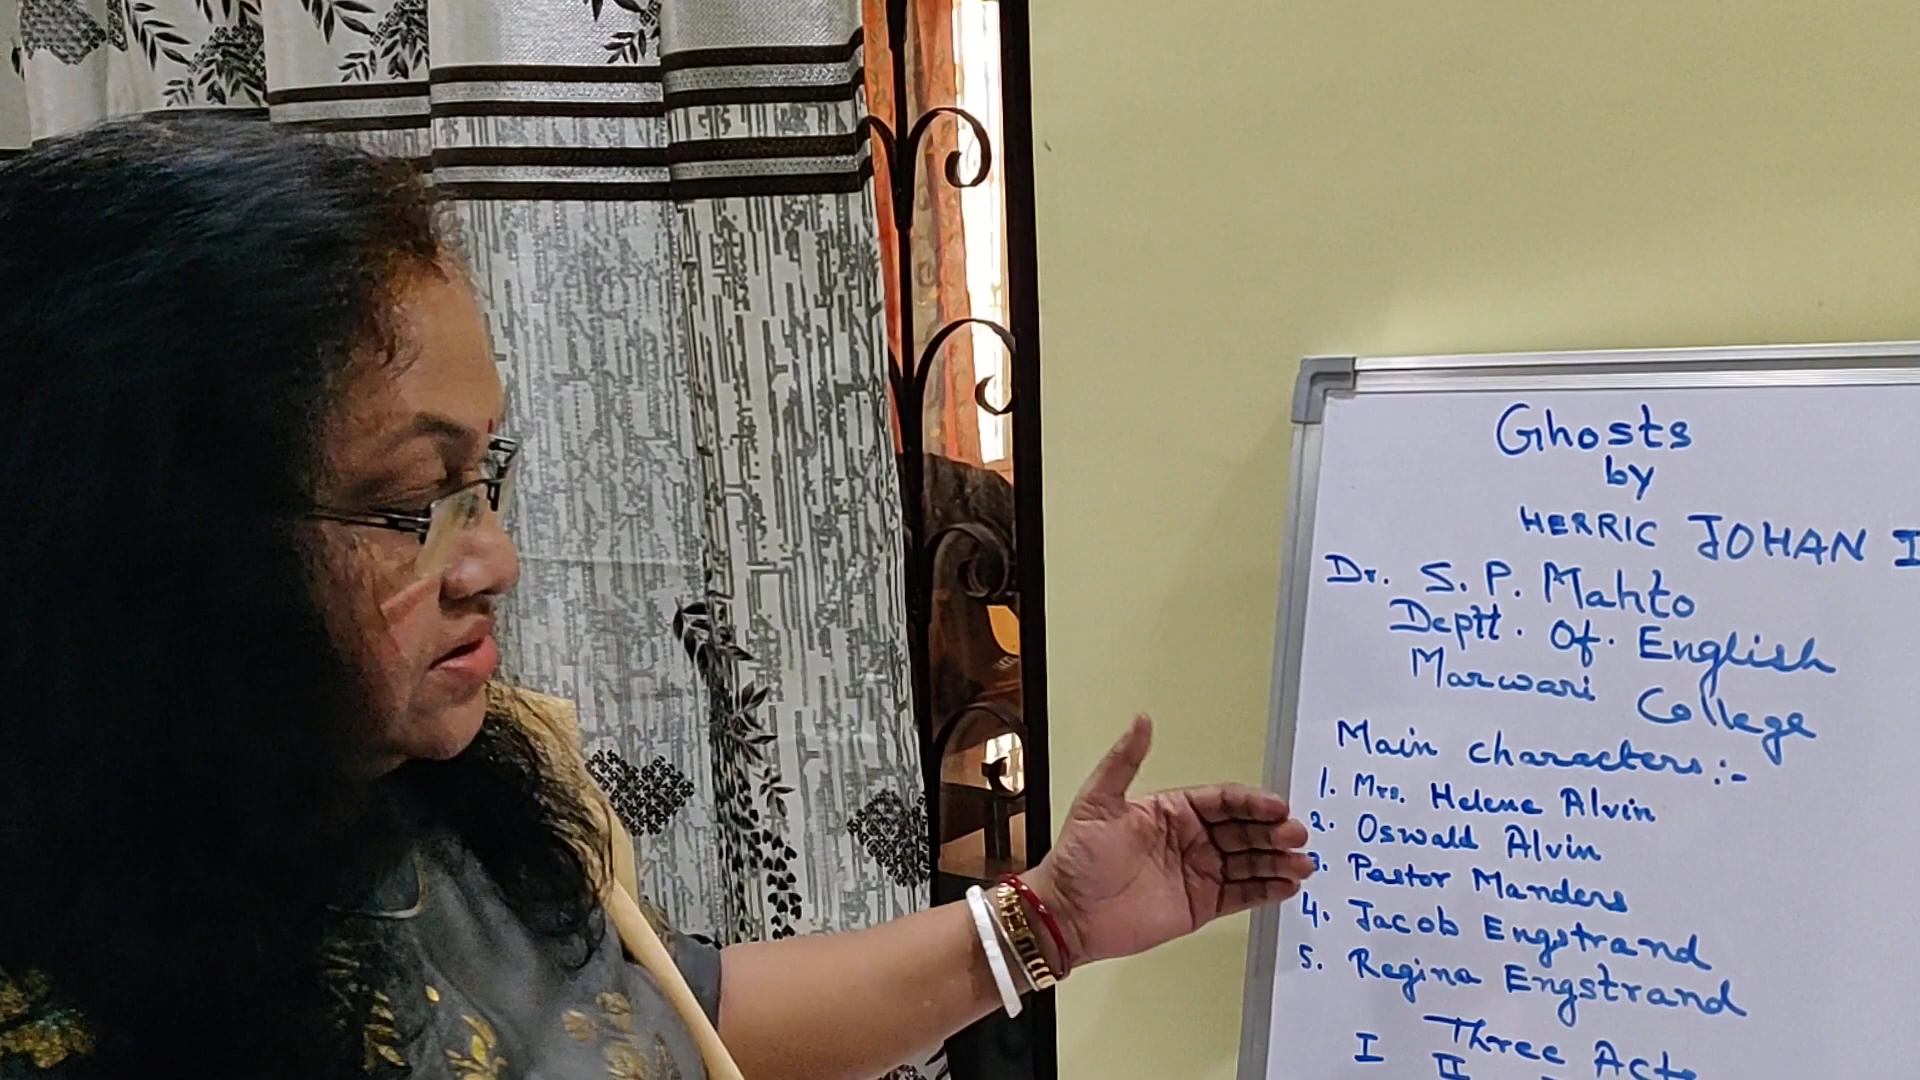 Ghosts
by
HERRIC JOHAN I
Dr. S. P. Mahto
Deptt. Of. English
Marwari College
Main characters:-
1. Mrs. Helene Alvin
2. Oswald Alvin
3. Pastor Manders
4. Jacob Engstrand
5. Regina Engstrand
Three Acts
I II